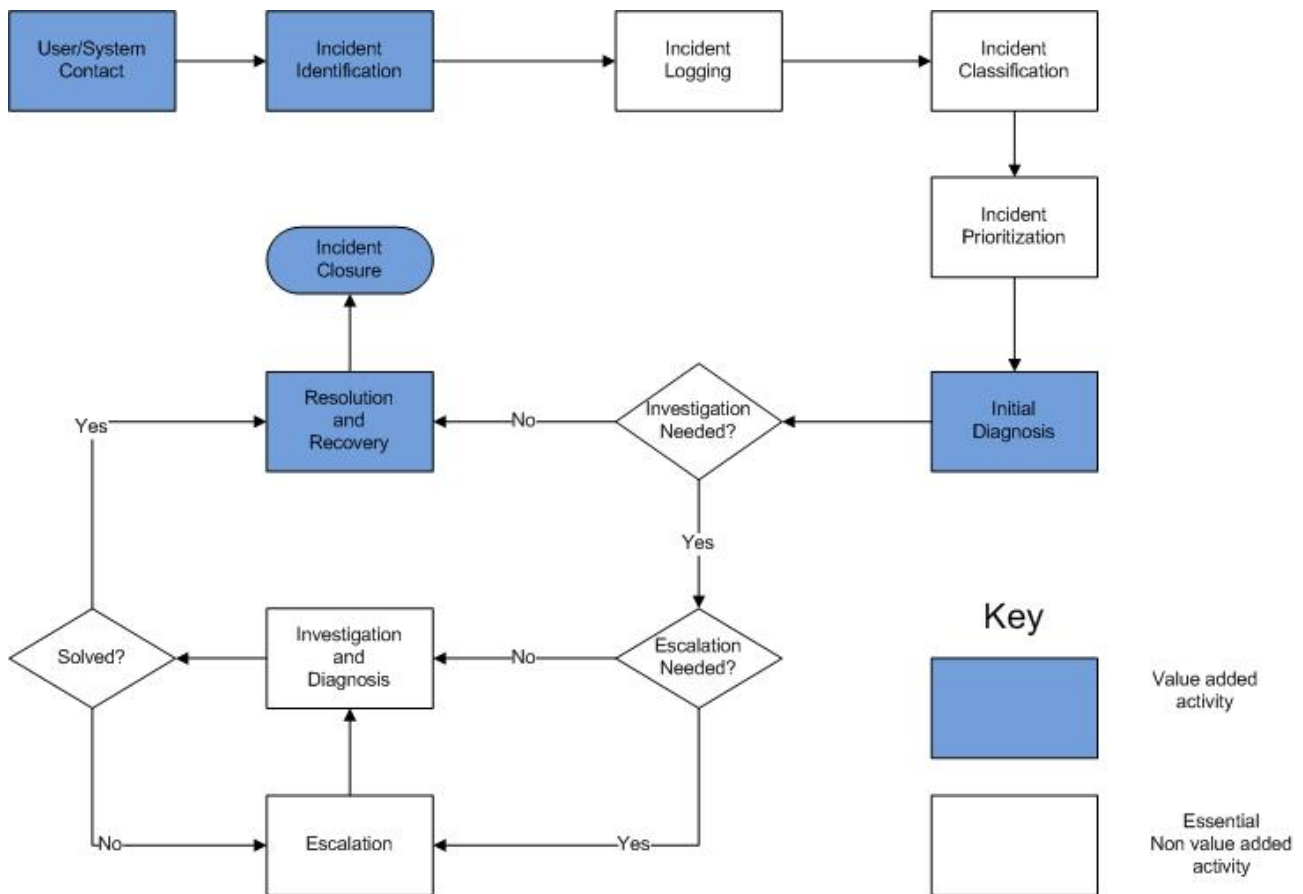 User/System
Contact
Incident
Identification
Incident
Logging
Incident
Classification
Incident
Prioritization
Initial
Diagnosis
Investigation
Needed?
No
Resolution
and
Recovery
Incident
Closure
Yes
Escalation
Needed?
No
Investigation
and
Diagnosis
Solved?
Yes
No
Escalation
Yes
Key
Value added
activity
Essential
Non value added
activity